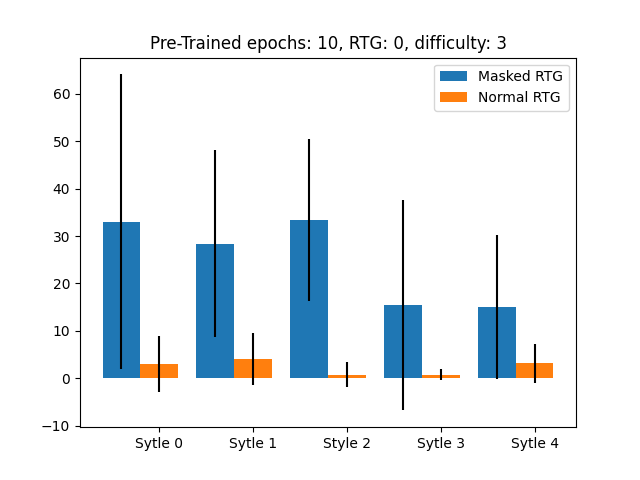 Pre-Trained epochs: 10, RTG: 0, difficulty: 3
Masked RTG
Normal RTG
60
50
40
30
20
10
0
−10
Sytle 0
Sytle 1
Style 2
Sytle 3
Sytle 4